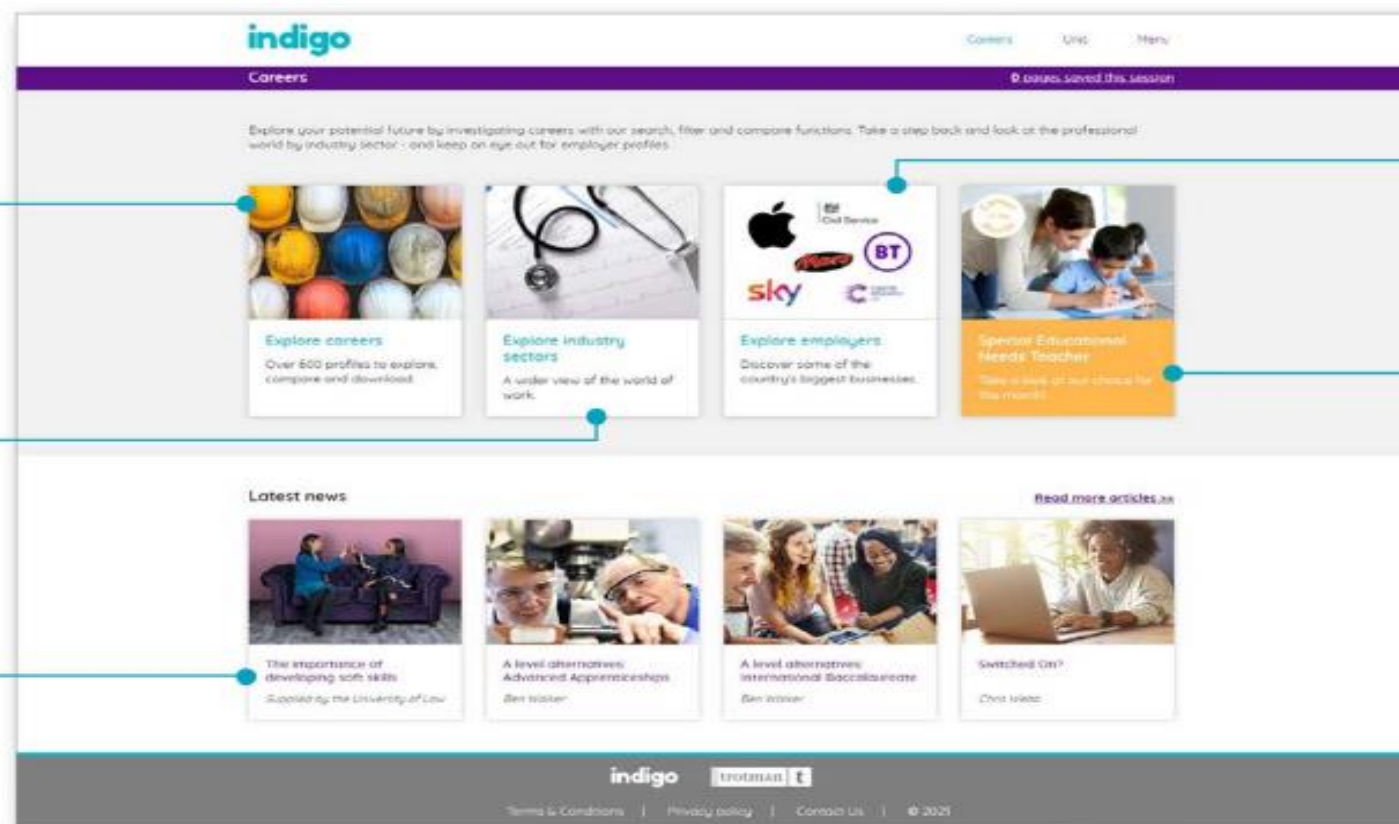 indigo
Careers Unis Menu
Careers
0 pages saved this session
Explore your potential future by investigating careers with our search, filter and compare functions. Take a step back and look at the professional
world by industry sector - and keep an eye out for employer profiles.
Civil Service
Mars
BT
sky
Explore careers
Over 600 profiles to explore,
compare and download.
Explore industry
sectors
A wider view of the world of
work.
Explore employers
Discover some of the
country's biggest businesses.
Special Educational
Needs Teacher
Take a look at our choice for
this month!
Latest news
Read more articles >>
The importance of
developing soft skills
Supplied by the University of Law
A level alternatives:
Advanced Apprenticeships
Ben Walker
A level alternatives:
International Baccalaureate
Ben Walker
Switched On?
Chris
indigo trotman t
Terms & Conditions | Privacy policy | Contact Us | © 2021